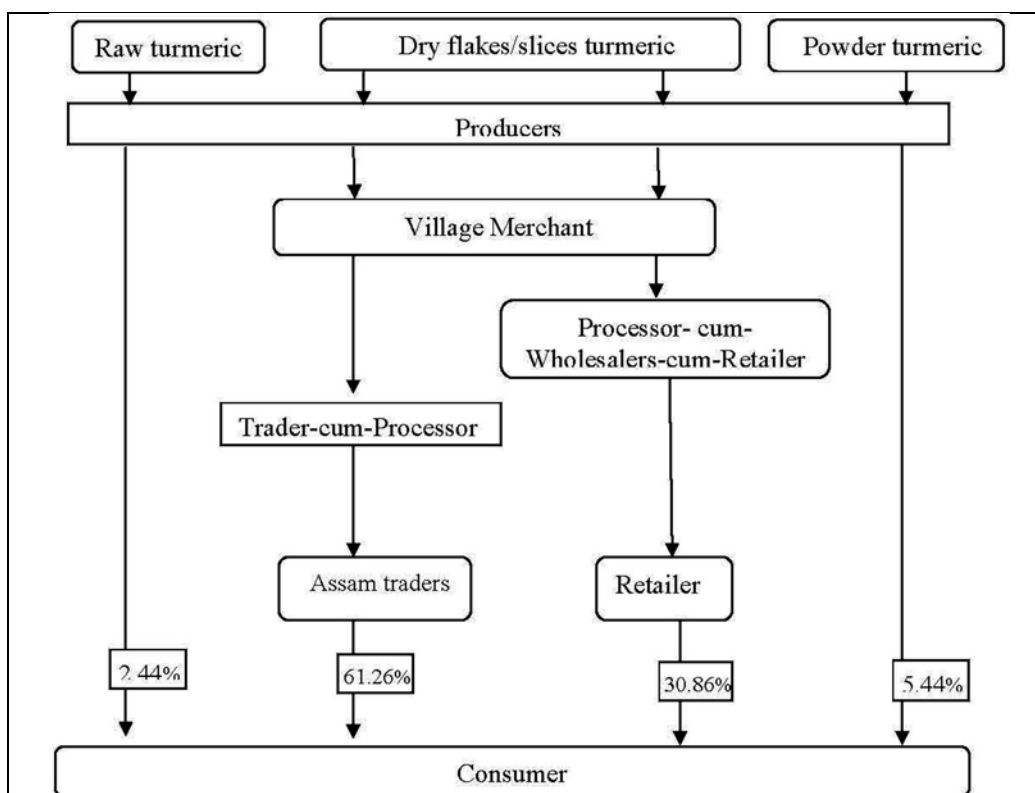 Raw turmeric
Dry flakes/slices turmeric
Powder turmeric
Producers
Village Merchant
Processor- cum-
Wholesalers-cum-Retailer
Trader-cum-Processor
Assam traders
Retailer
2.44%
61.26%
30.86%
5.44%
Consumer